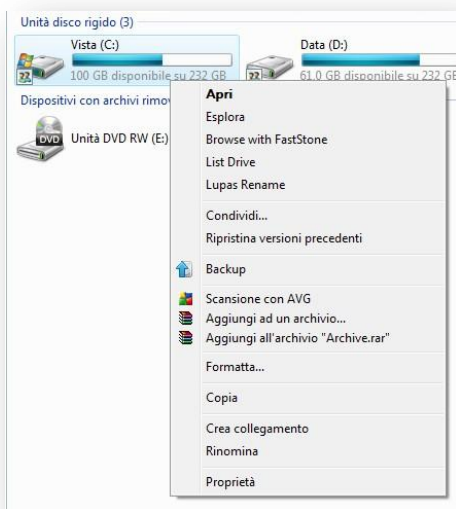 Unità disco rigido (3)
Vista (C:)
Data (D:)
100 GB disponibile su 232 GB
61.0 GB disponibile su 232 GB
Dispositivi con archivi rimov
Unità DVD RW (E:)
DVD
Apri
Esplora
Browse with FastStone
List Drive
Lupas Rename
Condividi...
Ripristina versioni precedenti
Backup
Scansione con AVG
Aggiungi ad un archivio...
Aggiungi all'archivio "Archive.rar"
Formatta...
Copia
Crea collegamento
Rinomina
Proprietà